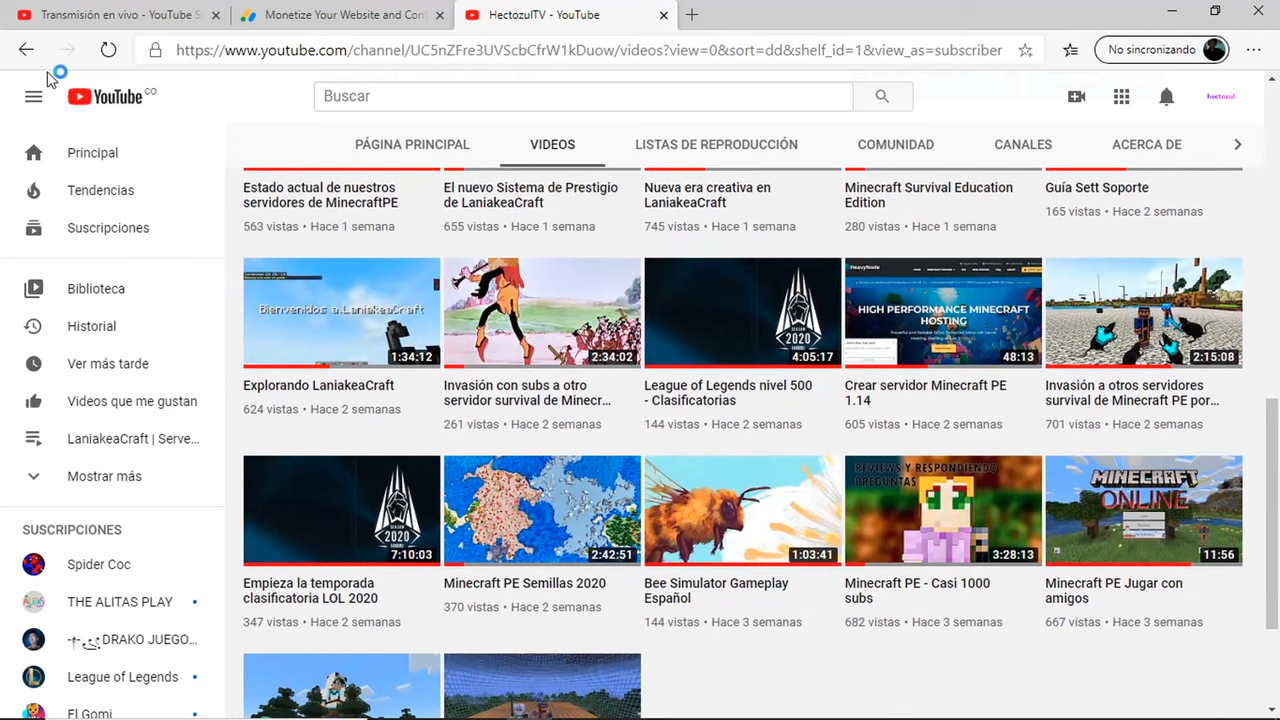 Transmisión en vivo - YouTube S
Monetize Your Website and Cont
HectozulTV - YouTube
https://www.youtube.com/channel/UC5nZFre3UVScbCfrW1kDuow/videos?view=0&sort=dd&shelf_id=1&view_as=subscriber
No sincronizando
YouTube CO
Buscar
hectozul
PÁGINA PRINCIPAL
VIDEOS
LISTAS DE REPRODUCCIÓN
COMUNIDAD
CANALES
ACERCA DE
Principal
Tendencias
Suscripciones
Biblioteca
Historial
Ver más tarde
Videos que me gustan
LaniakeaCraft | Serve...
Mostrar más
SUSCRIPCIONES
Spider Coc
THE ALITAS PLAY
DRAKO JUEGO...
League of Legends
El Gomi
Estado actual de nuestros
servidores de MinecraftPE
563 vistas • Hace 1 semana
El nuevo Sistema de Prestigio
de LaniakeaCraft
655 vistas • Hace 1 semana
Nueva era creativa en
LaniakeaCraft
745 vistas • Hace 1 semana
Minecraft Survival Education
Edition
280 vistas • Hace 1 semana
Guía Sett Soporte
165 vistas • Hace 2 semanas
Bienvenidos a LaniakeaCraft
1:34:12
Explorando LaniakeaCraft
624 vistas • Hace 2 semanas
2:34:02
Invasión con subs a otro
servidor survival de Minecr...
261 vistas • Hace 2 semanas
SEASON
2020
4:05:17
League of Legends nivel 500
- Clasificatorias
144 vistas • Hace 2 semanas
HeavyNode
HIGH PERFORMANCE MINECRAFT
HOSTING
48:13
Crear servidor Minecraft PE
1.14
605 vistas • Hace 2 semanas
2:15:08
Invasión a otros servidores
survival de Minecraft PE por...
701 vistas • Hace 2 semanas
SEASON
2020
7:10:03
Empieza la temporada
clasificatoria LOL 2020
347 vistas • Hace 2 semanas
2:42:51
Minecraft PE Semillas 2020
370 vistas • Hace 2 semanas
1:03:41
Bee Simulator Gameplay
Español
144 vistas • Hace 3 semanas
REVIEWS Y RESPONDIENDO
PREGUNTAS
3:28:13
Minecraft PE - Casi 1000
subs
682 vistas • Hace 3 semanas
MINECRAFT
ONLINE
11:56
Minecraft PE Jugar con
amigos
667 vistas • Hace 3 semanas